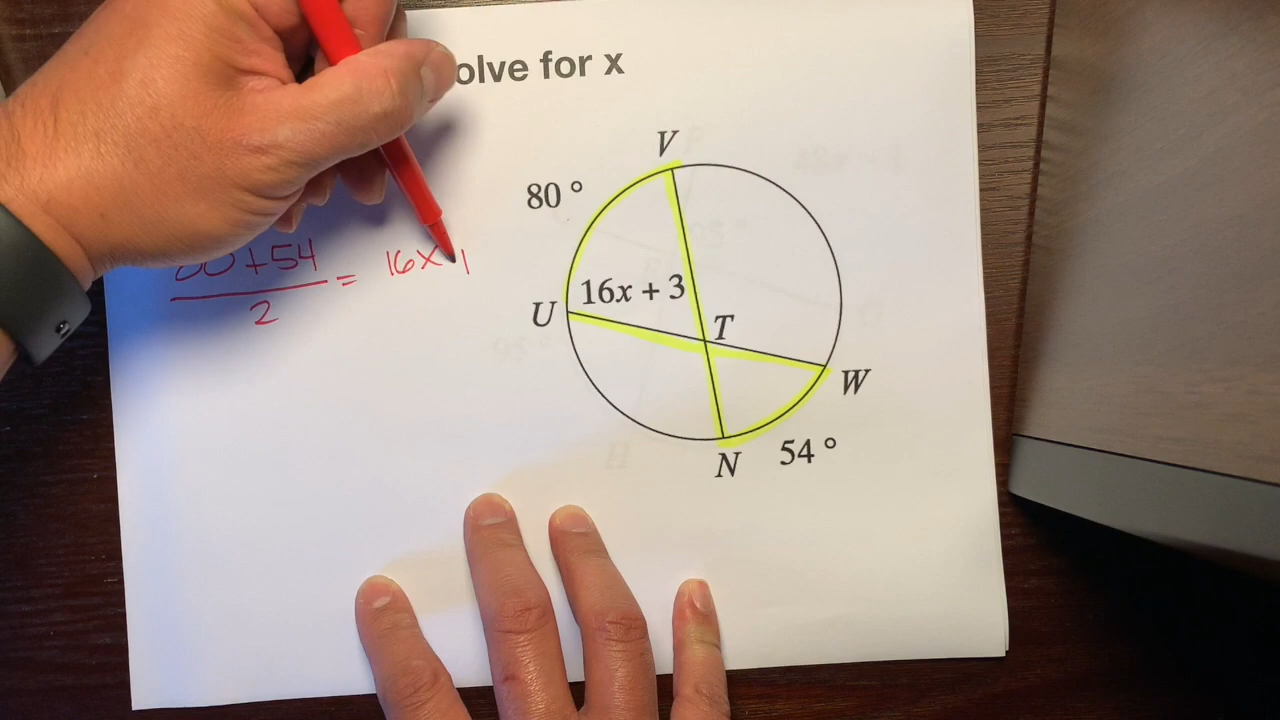 olve for x
V
80 °
+54
2
= 16x
16x + 3
U
T
W
N
54 °